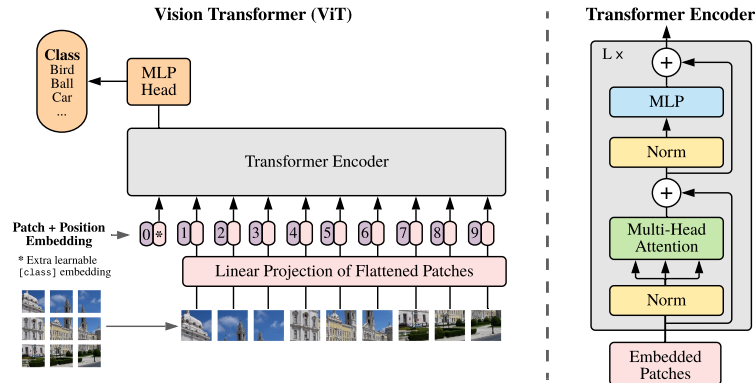 Vision Transformer (ViT)
Class
Bird
Ball
Car
...
MLP
Head
Transformer Encoder
0 * 1 2 3 4 5 6 7 8 9
Patch + Position
Embedding
* Extra learnable
[class] embedding
Linear Projection of Flattened Patches
Transformer Encoder
L x
+
MLP
Norm
+
Multi-Head
Attention
Norm
Embedded
Patches